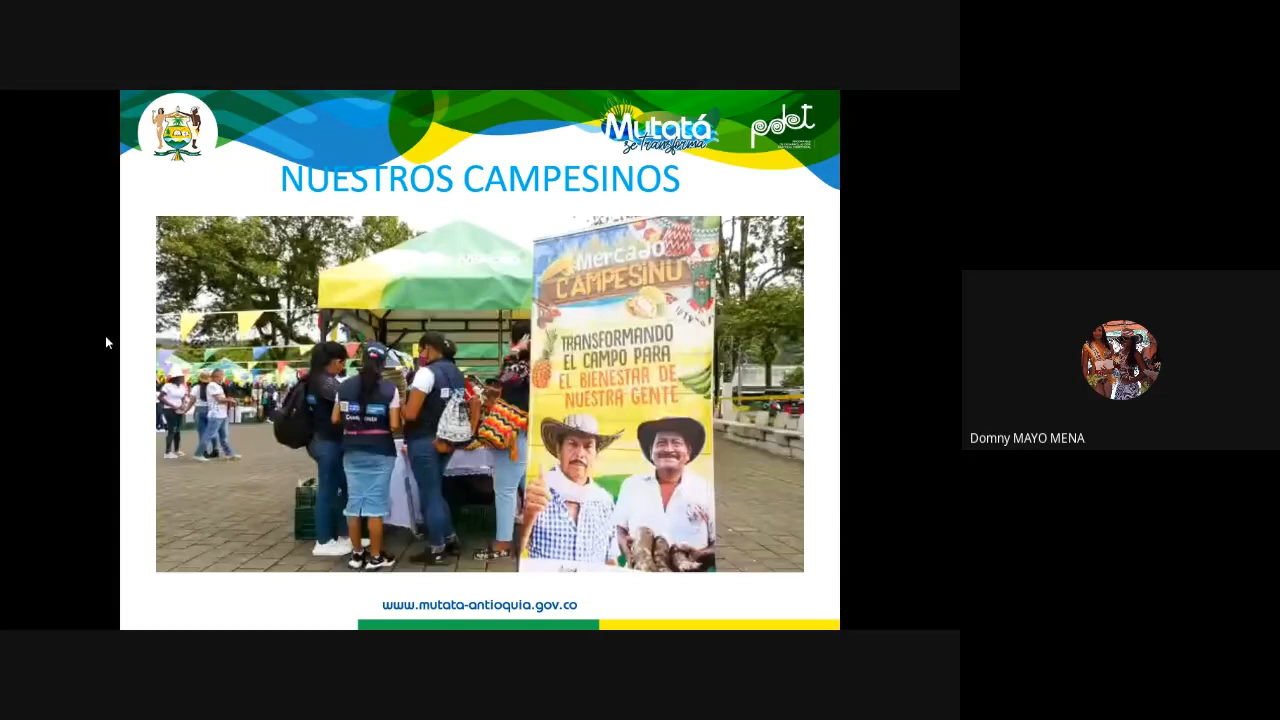 Mutatá
se transforma
pdet
NUESTROS CAMPESINOS
Mercado
CAMPESINO
TRANSFORMANDO
EL CAMPO PARA
EL BIENESTAR DE
NUESTRA GENTE
www.mutata-antioquia.gov.co
Domny MAYO MENA